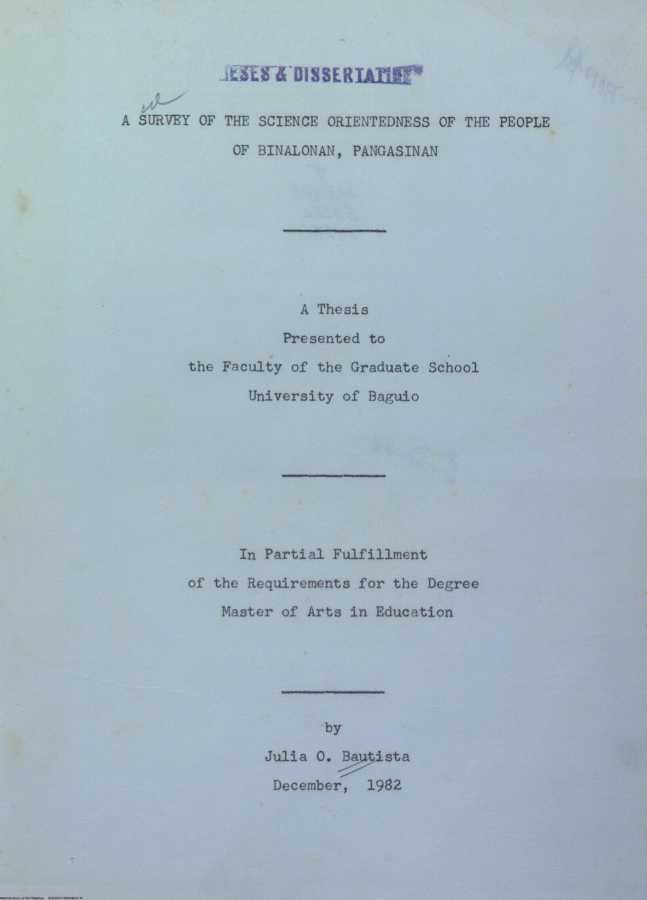 & DISSERTATION
A SURVEY OF THE SCIENCE ORIENTEDNESS OF THE PEOPLE
OF BINALONAN, PANGASINAN
A Thesis
Presented to
the Faculty of the Graduate School
University of Baguio
In Partial Fulfillment
of the Requirements for the Degree
Master of Arts in Education
by
Julia O. Bautista
December, 1982